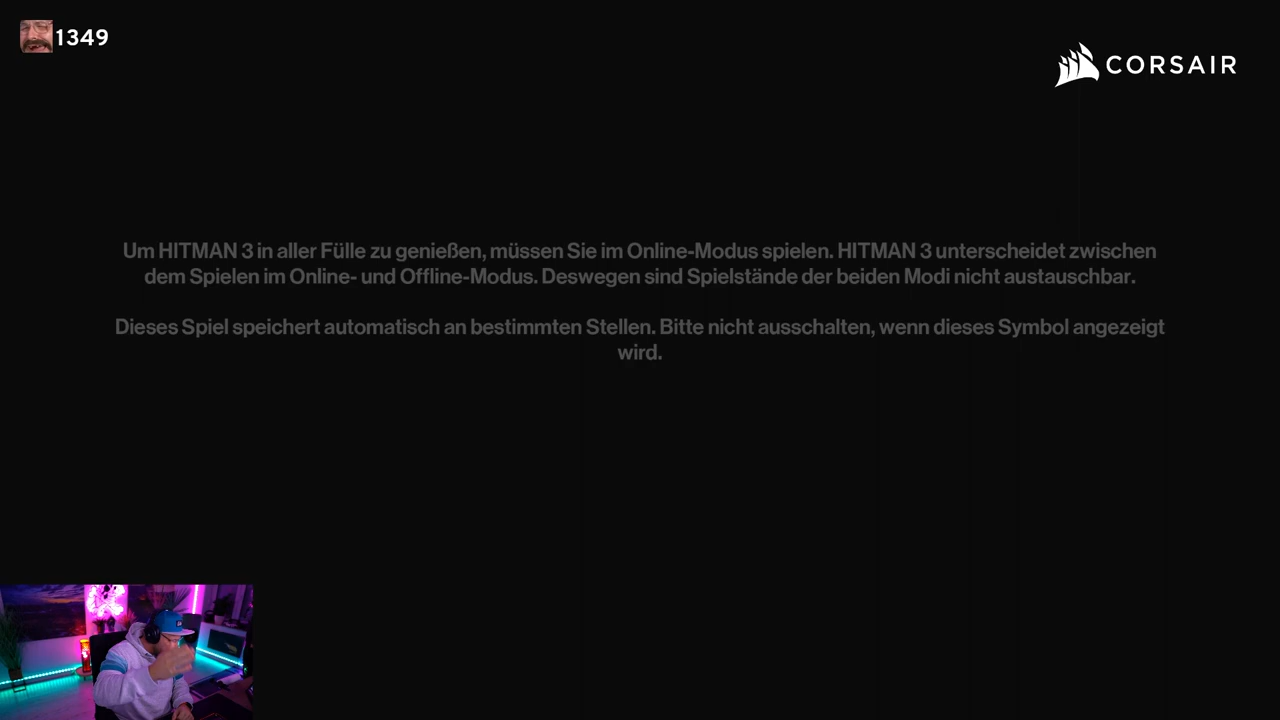 1349
CORSAIR
Um HITMAN 3 in aller Fülle zu genießen, müssen Sie im Online-Modus spielen. HITMAN 3 unterscheidet zwischen
dem Spielen im Online- und Offline-Modus. Deswegen sind Spielstände der beiden Modi nicht austauschbar.
Dieses Spiel speichert automatisch an bestimmten Stellen. Bitte nicht ausschalten, wenn dieses Symbol angezeigt
wird.